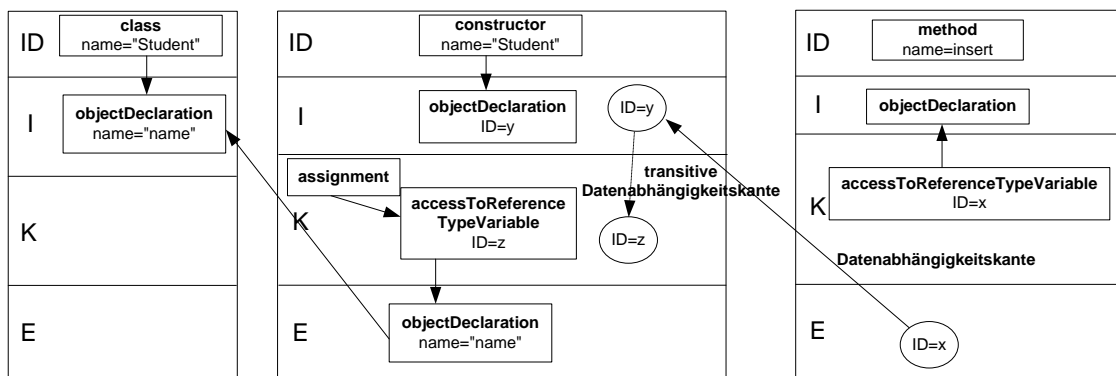 ID
class
name="Student"
I
objectDeclaration
name="name"
K
E
ID
constructor
name="Student"
I
objectDeclaration
ID=y
ID=y
assignment
transitive
Datenabhängigkeitskante
K
accessToReference
TypeVariable
ID=z
ID=z
E
objectDeclaration
name="name"
ID
method
name=insert
I
objectDeclaration
accessToReferenceTypeVariable
ID=x
K
Datenabhängigkeitskante
E
ID=x